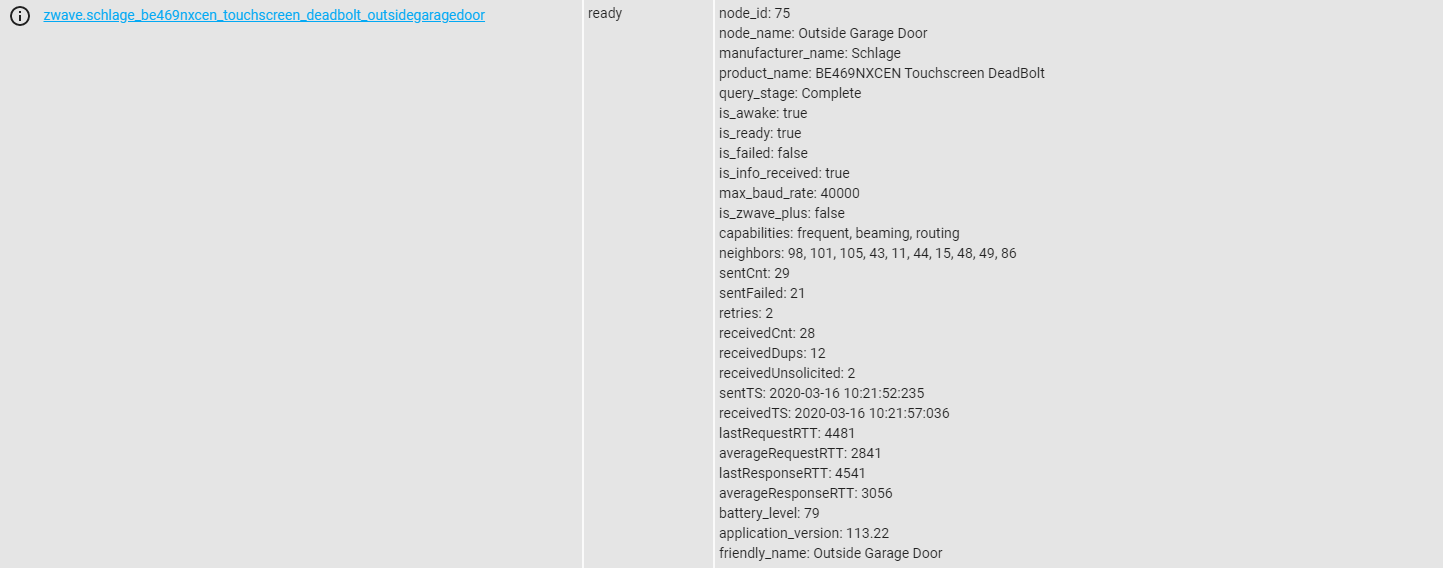 zwave.schlage_be469nxcen_touchscreen_deadbolt_outsidegaragedoor
ready
node_id: 75
node_name: Outside Garage Door
manufacturer_name: Schlage
product_name: BE469NXCEN Touchscreen DeadBolt
query_stage: Complete
is_awake: true
is_ready: true
is_failed: false
is_info_received: true
max_baud_rate: 40000
is_zwave_plus: false
capabilities: frequent, beaming, routing
neighbors: 98, 101, 105, 43, 11, 44, 15, 48, 49, 86
sentCnt: 29
sentFailed: 21
retries: 2
receivedCnt: 28
receivedDups: 12
receivedUnsolicited: 2
sentTS: 2020-03-16 10:21:52:235
receivedTS: 2020-03-16 10:21:57:036
lastRequestRTT: 4481
averageRequestRTT: 2841
lastResponseRTT: 4541
averageResponseRTT: 3056
battery_level: 79
application_version: 113.22
friendly_name: Outside Garage Door